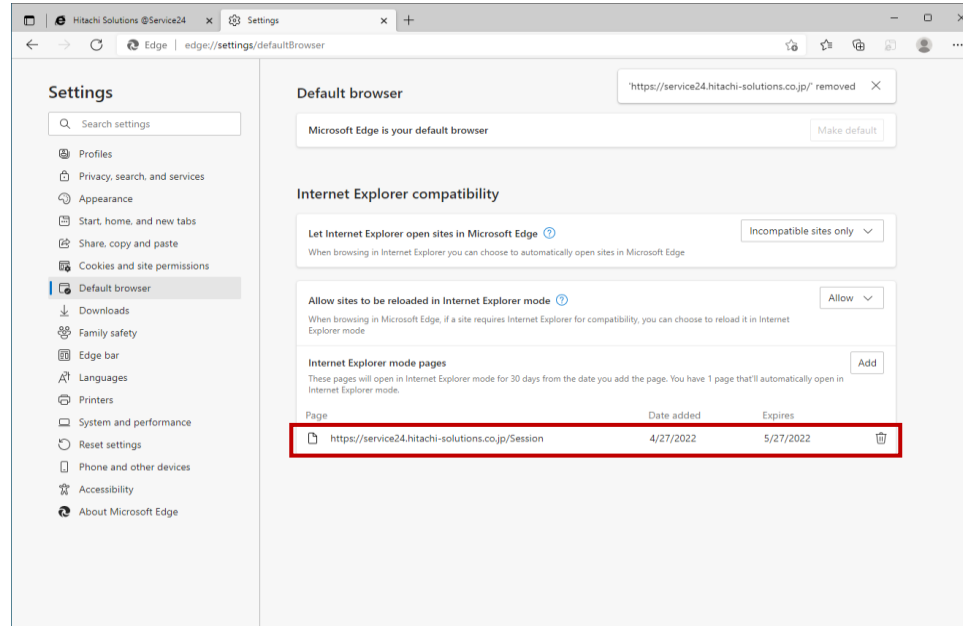 Hitachi Solutions @Service24
Settings
Edge
edge://settings/defaultBrowser
Settings
Search settings
Profiles
Privacy, search, and services
Appearance
Start, home, and new tabs
Share, copy and paste
Cookies and site permissions
Default browser
Downloads
Family safety
Edge bar
Languages
Printers
System and performance
Reset settings
Phone and other devices
Accessibility
About Microsoft Edge
'https://service24.hitachi-solutions.co.jp/' removed
Default browser
Microsoft Edge is your default browser
Make default
Internet Explorer compatibility
Let Internet Explorer open sites in Microsoft Edge
Incompatible sites only
When browsing in Internet Explorer you can choose to automatically open sites in Microsoft Edge
Allow sites to be reloaded in Internet Explorer mode
Allow
When browsing in Microsoft Edge, if a site requires Internet Explorer for compatibility, you can choose to reload it in Internet
Explorer mode
Internet Explorer mode pages
Add
These pages will open in Internet Explorer mode for 30 days from the date you add the page. You have 1 page that'll automatically open in
Internet Explorer mode.
Page Date added Expires
https://service24.hitachi-solutions.co.jp/Session 4/27/2022 5/27/2022